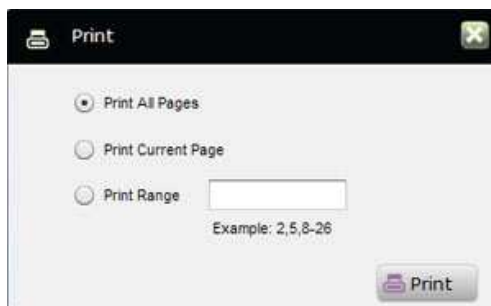 Print
Print All Pages
Print Current Page
Print Range
Example: 2,5,8-26
Print